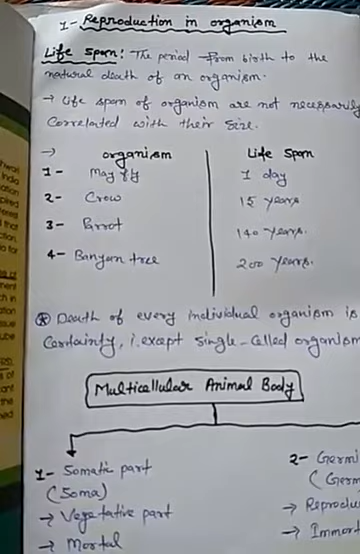 1- Reproduction in organism
Life Span: The period from birth to the
natural death of an organism.
→ Life span of organism are not necessarily
Correlated with their size.
→ organism Life Span
1- May fly 1 day
2- Crow 15 years
3- Parrot 140 years.
4- Banyan tree 200 years.
Death of every individual organism is
Certainty, i.except single-celled organism
Multicellular Animal Body
1- Somatic part 2- Germi
(Soma) (Germ
→ Vegetative part → Reprodu
→ Mortal → Immort